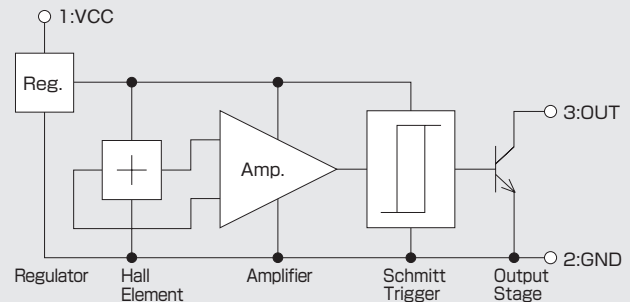 1:VCC
Reg.
3:OUT
Amp.
2:GND
Regulator
Hall
Element
Amplifier
Schmitt
Trigger
Output
Stage